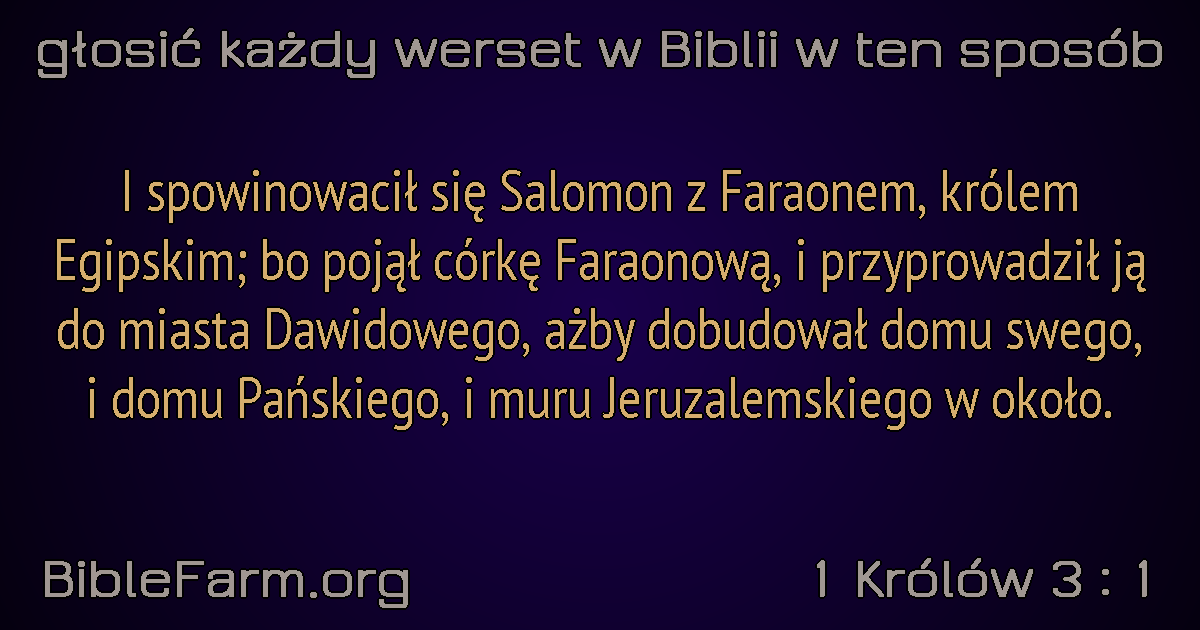 głosić każdy werset w Biblii w ten sposób
I spowinowacił się Salomon z Faraonem, królem
Egipskim; bo pojął córkę Faraonową, i przyprowadził ją
do miasta Dawidowego, ażby dobudował domu swego,
i domu Pańskiego, i muru Jeruzalemskiego w około.
BibleFarm.org
1 Królów 3 : 1